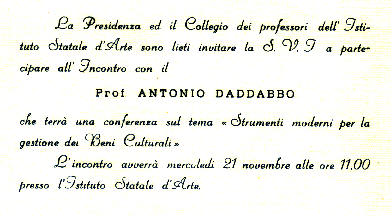 La Presidenza ed il Collegio dei professori dell' Isti-
tuto Statale d'Arte sono lieti invitare la S. V. I a parte-
cipare all' Incontro con il
Prof ANTONIO DADDABBO
che terrà una conferenza sul tema « Strumenti moderni per la
gestione dei Beni Culturali »
L'incontro avverrà mercoledì 21 novembre alle ore 11,00
presso l'Istituto Statale d'Arte.